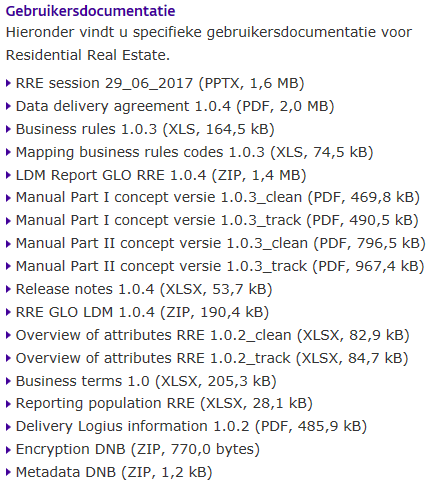 Gebruikersdocumentatie
Hieronder vindt u specifieke gebruikersdocumentatie voor
Residential Real Estate.
RRE session 29_06_2017 (PPTX, 1,6 MB)
Data delivery agreement 1.0.4 (PDF, 2,0 MB)
Business rules 1.0.3 (XLS, 164,5 kB)
Mapping business rules codes 1.0.3 (XLS, 74,5 kB)
LDM Report GLO RRE 1.0.4 (ZIP, 1,4 MB)
Manual Part I concept versie 1.0.3_clean (PDF, 469,8 kB)
Manual Part I concept versie 1.0.3_track (PDF, 490,5 kB)
Manual Part II concept versie 1.0.3_clean (PDF, 796,5 kB)
Manual Part II concept versie 1.0.3_track (PDF, 967,4 kB)
Release notes 1.0.4 (XLSX, 53,7 kB)
RRE GLO LDM 1.0.4 (ZIP, 190,4 kB)
Overview of attributes RRE 1.0.2_clean (XLSX, 82,9 kB)
Overview of attributes RRE 1.0.2_track (XLSX, 84,7 kB)
Business terms 1.0 (XLSX, 205,3 kB)
Reporting population RRE (XLSX, 28,1 kB)
Delivery Logius information 1.0.2 (PDF, 485,9 kB)
Encryption DNB (ZIP, 770,0 bytes)
Metadata DNB (ZIP, 1,2 kB)